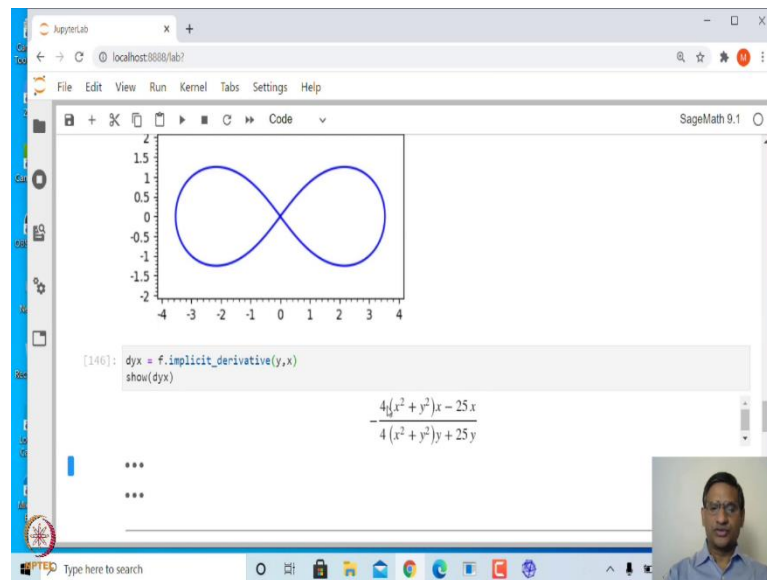 JupyterLab × +
localhost:8888/lab?
M
File Edit View Run Kernel Tabs Settings Help
Code SageMath 9.1
2
1.5
1
0.5
0
-0.5
-1
-1.5
-2
-4 -3 -2 -1 0 1 2 3 4
[146]: dyx = f.implicit_derivative(y,x)
show(dyx)
4 (x² + y²)x − 25 x
−
4 (x² + y²)y + 25 y
•••
•••
Type here to search